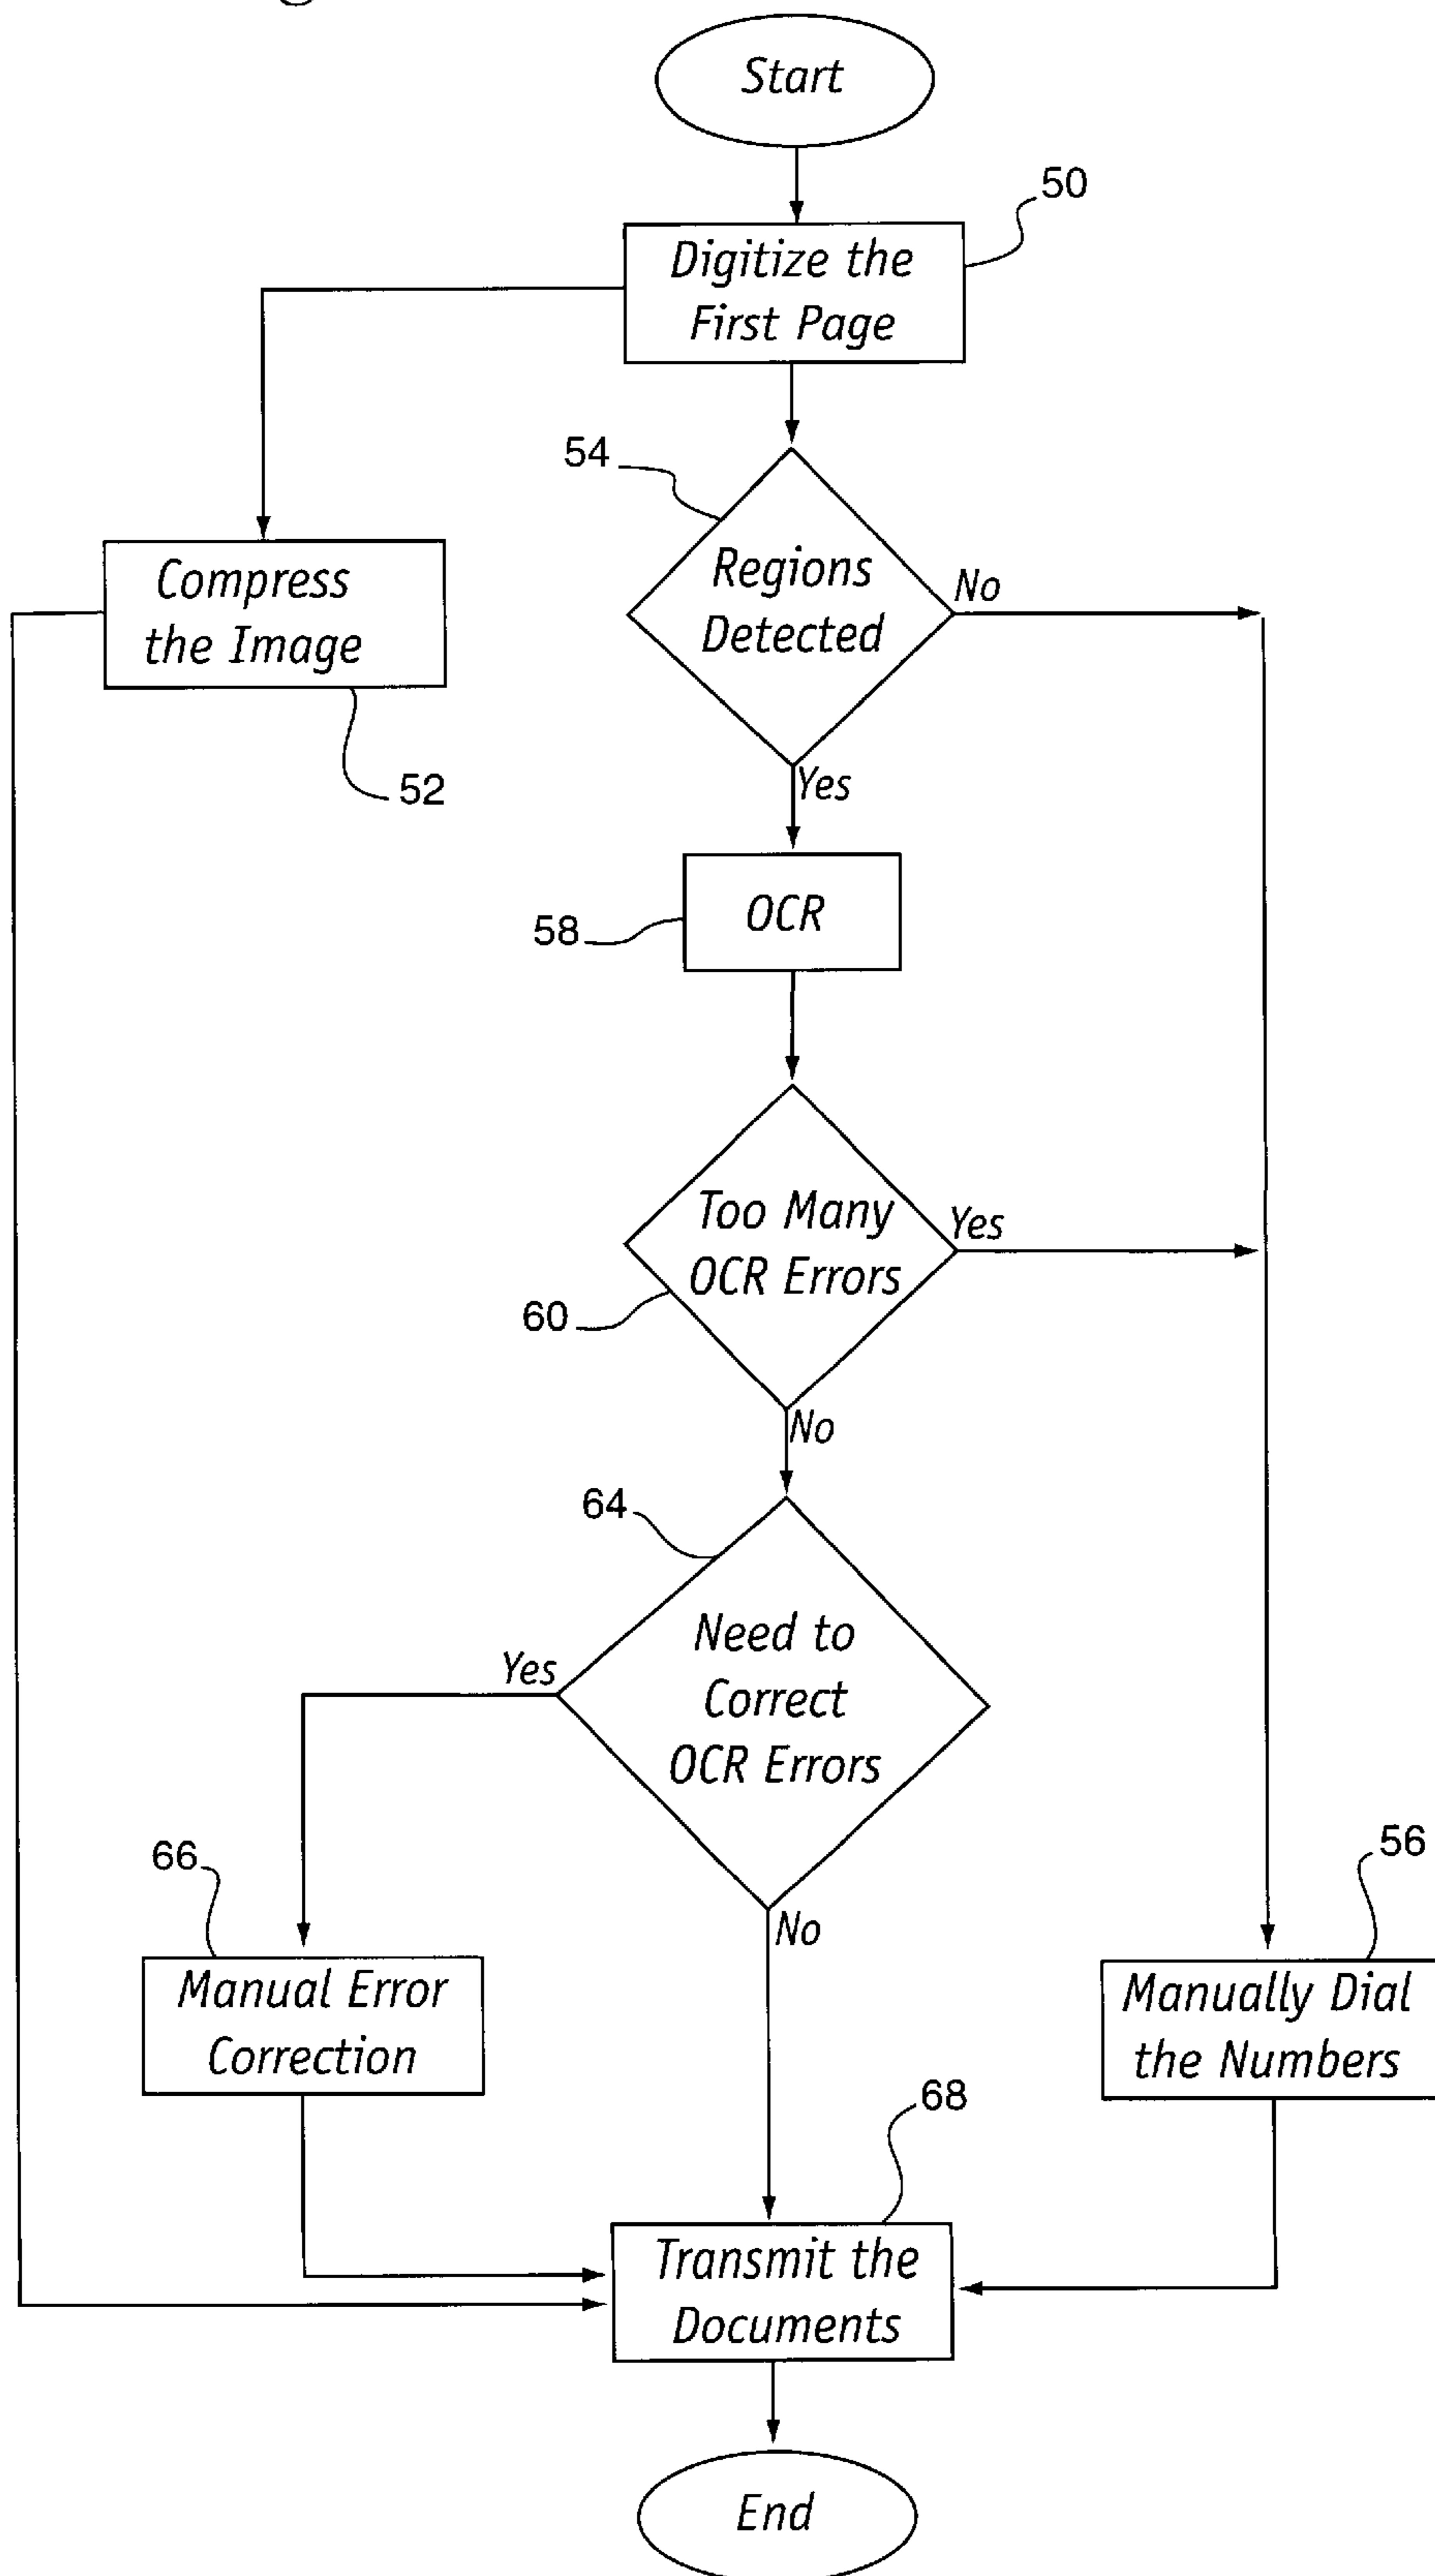 Start
50
Digitize the
First Page
54
Regions
Detected
No
Compress
the Image
52
Yes
58
OCR
Too Many
OCR Errors
Yes
60
No
64
Need to
Correct
OCR Errors
Yes
66
No
56
Manual Error
Correction
Manually Dial
the Numbers
68
Transmit the
Documents
End